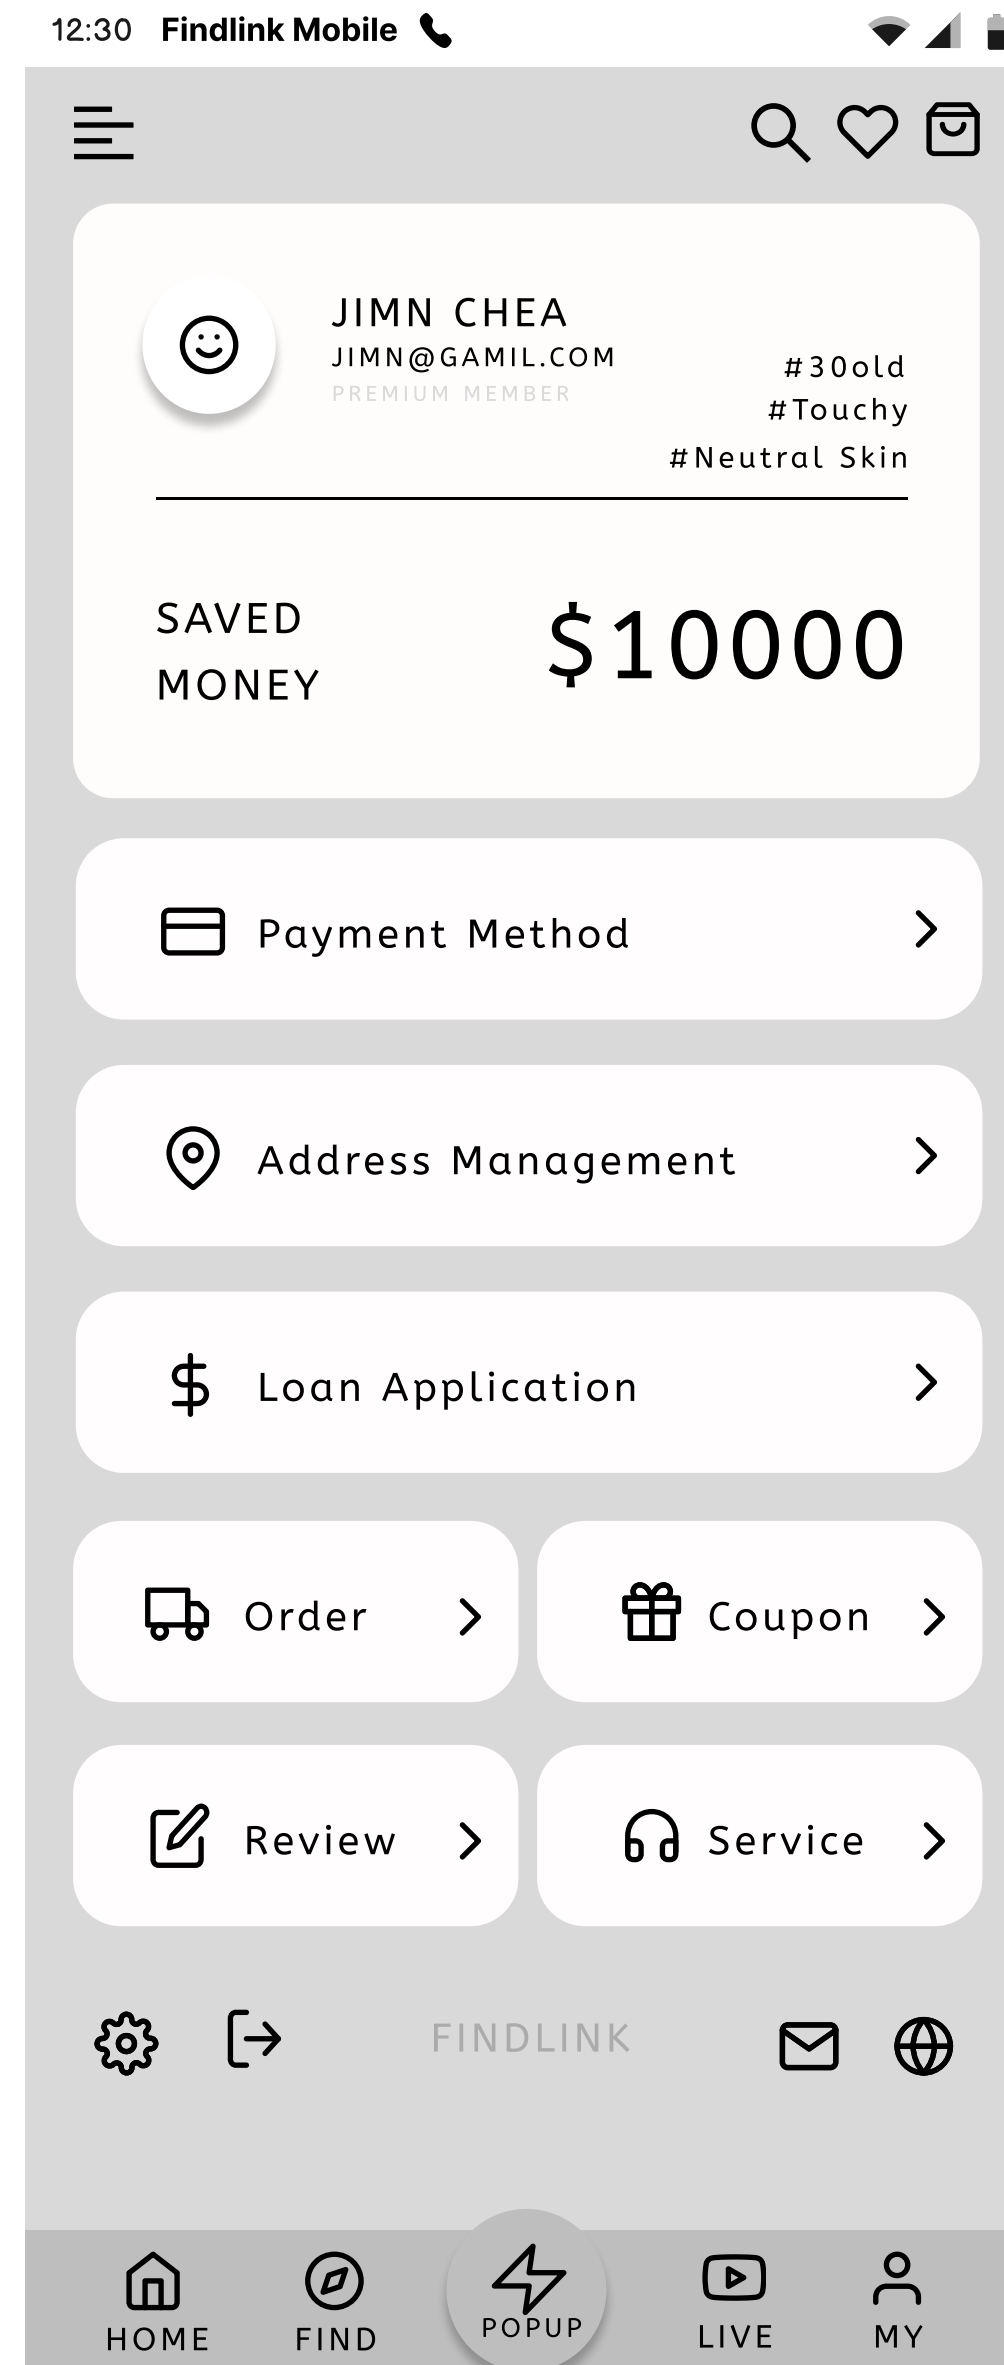 12:30 Findlink Mobile
JIMN CHEA
JIMN@GAMIL.COM
PREMIUM MEMBER
#30old
#Touchy
#Neutral Skin
SAVED
MONEY
$10000
Payment Method
Address Management
Loan Application
Order
Coupon
Review
Service
FINDLINK
HOME
FIND
POPUP
LIVE
MY